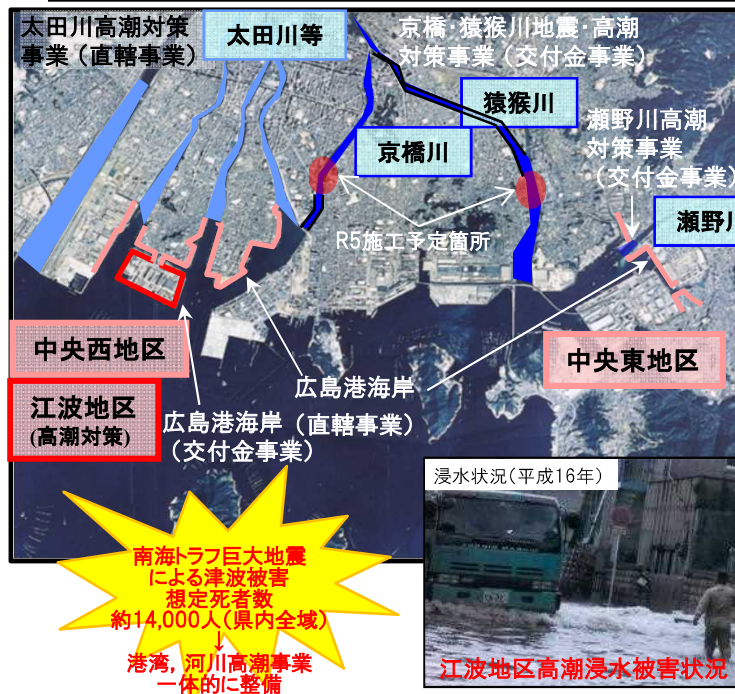 太田川高潮対策
事業（直轄事業）
太田川等
京橋・猿猴川地震・高潮
対策事業（交付金事業）
猿猴川
京橋川
瀬野川高潮
対策事業
（交付金事業）
瀬野川
R5施工予定箇所
中央西地区
中央東地区
江波地区
(高潮対策)
広島港海岸
（直轄事業）
広島港海岸
（交付金事業）
浸水状況（平成16年）
南海トラフ巨大地震
による津波被害
想定死者数
約14,000人（県内全域）
↓
港湾，河川高潮事業
一体的に整備
江波地区高潮浸水被害状況